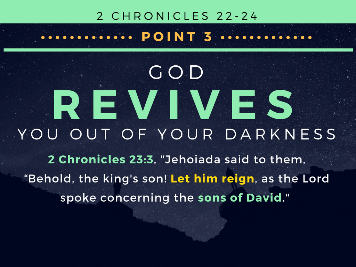 2 CHRONICLES 22-24
POINT 3
GOD
REVIVES
YOU OUT OF YOUR DARKNESS
2 Chronicles 23:3, "Jehoiada said to them,
"Behold, the king's son! Let him reign, as the Lord
spoke concerning the sons of David."